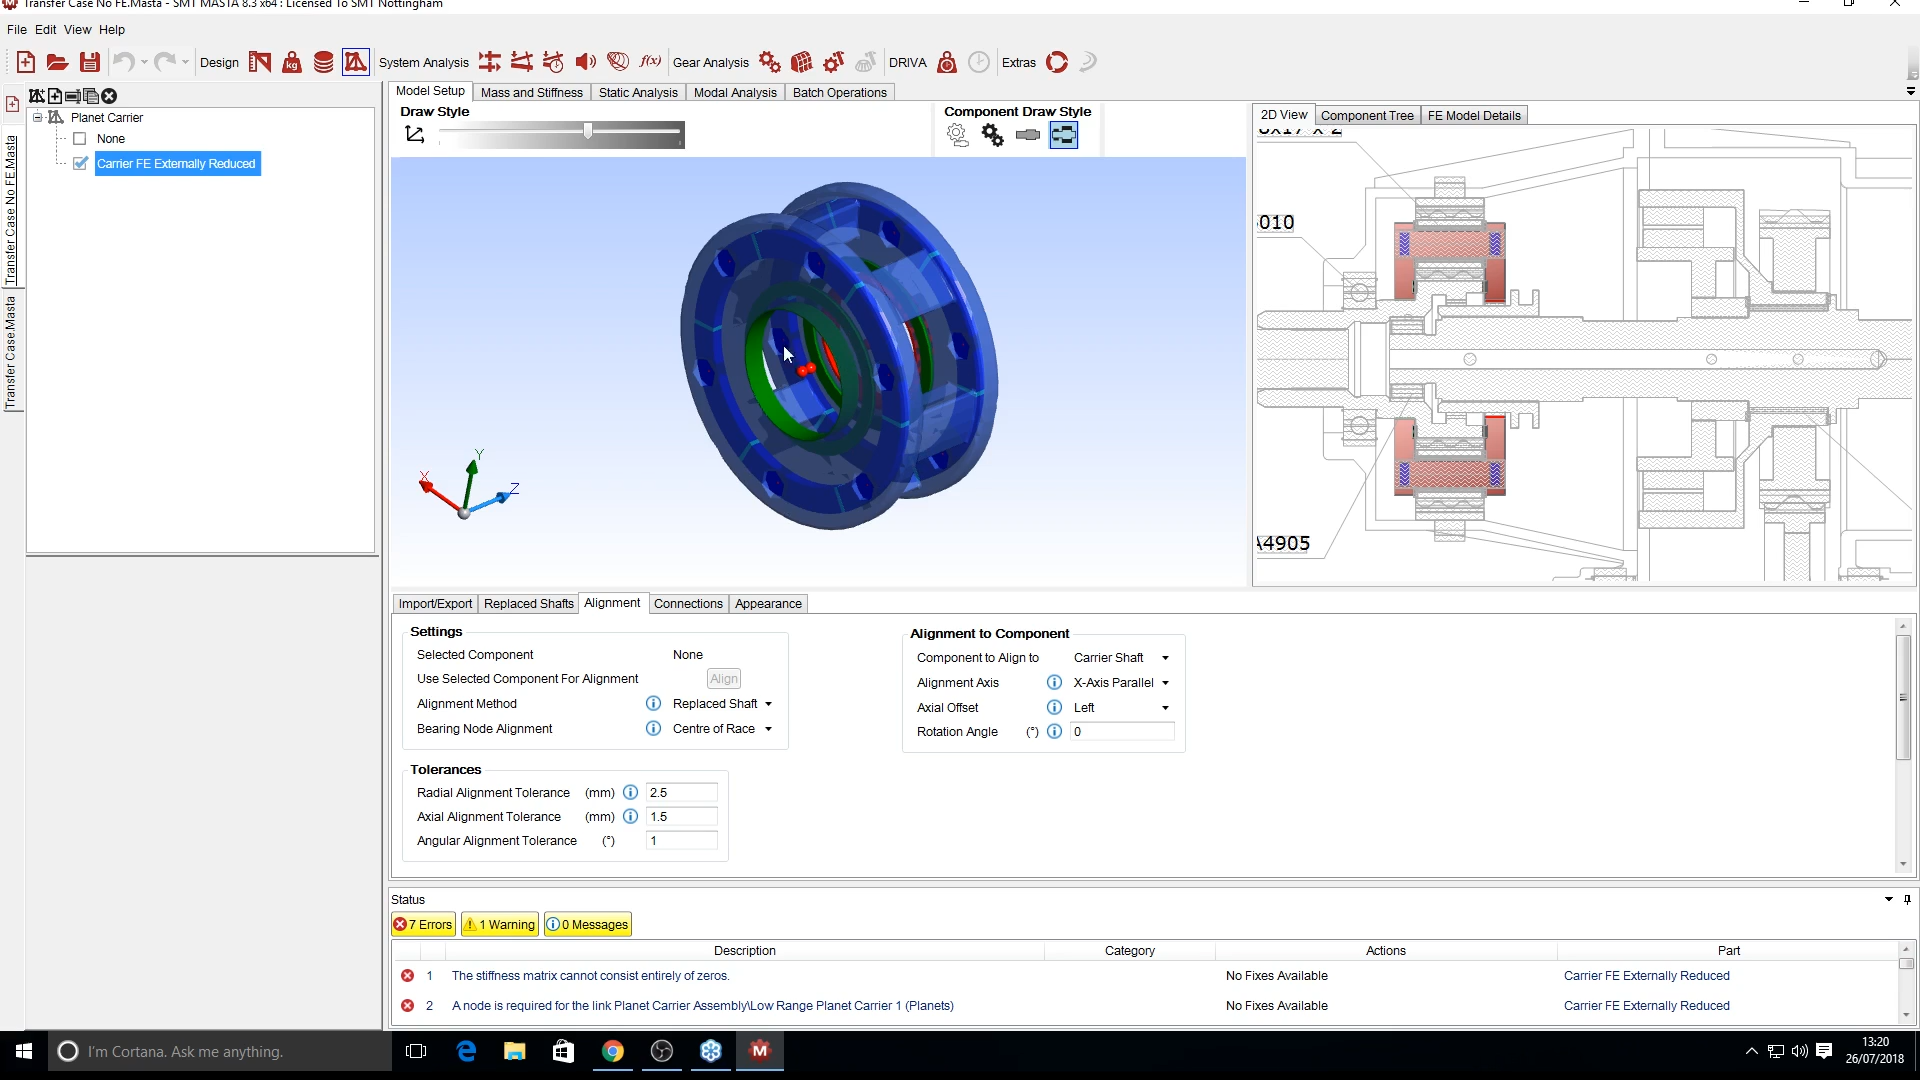 Transfer Case No FE.Masta - SMT MASTA 8.3 x64 : Licensed To SMT Nottingham
File Edit View Help
Design System Analysis f(x) Gear Analysis DRIVA Extras
kg
Transfer Case No FE.Masta
Transfer Case.Masta
Planet Carrier
None
Carrier FE Externally Reduced
Model Setup Mass and Stiffness Static Analysis Modal Analysis Batch Operations
Draw Style
Component Draw Style
X Y Z
2D View Component Tree FE Model Details
010
A4905
Import/Export Replaced Shafts Alignment Connections Appearance
Settings
Selected Component None
Use Selected Component For Alignment Align
Alignment Method Replaced Shaft
Bearing Node Alignment Centre of Race
Tolerances
Radial Alignment Tolerance (mm) 2.5
Axial Alignment Tolerance (mm) 1.5
Angular Alignment Tolerance (°) 1
Alignment to Component
Component to Align to Carrier Shaft
Alignment Axis X-Axis Parallel
Axial Offset Left
Rotation Angle (°) 0
Status
7 Errors 1 Warning 0 Messages
Description Category Actions Part
1 The stiffness matrix cannot consist entirely of zeros. No Fixes Available Carrier FE Externally Reduced
2 A node is required for the link Planet Carrier Assembly\Low Range Planet Carrier 1 (Planets) No Fixes Available Carrier FE Externally Reduced
I'm Cortana. Ask me anything.
M
13:20
26/07/2018